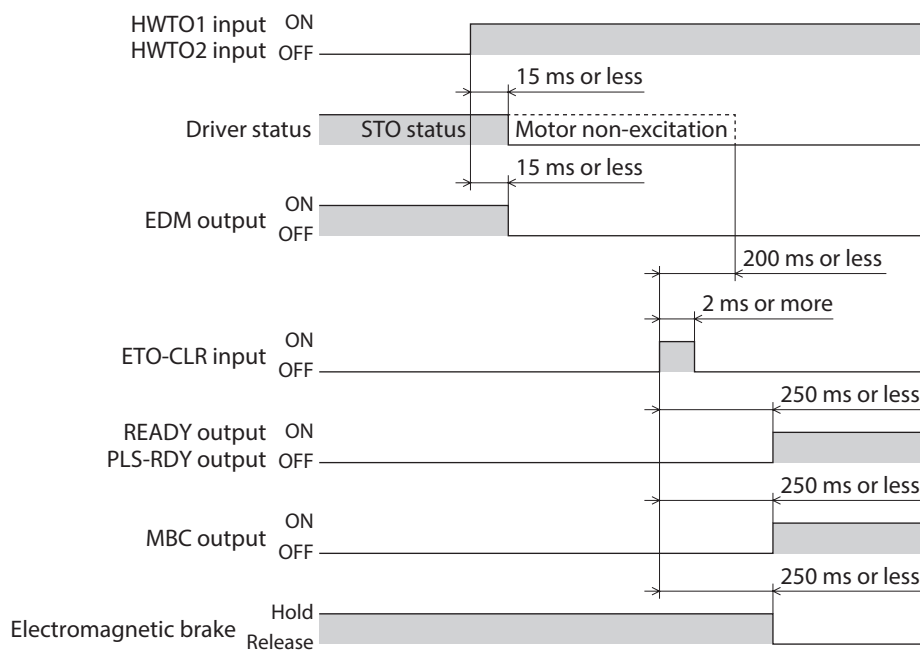 HWTO1 input ON
HWTO2 input OFF
15 ms or less
Driver status STO status Motor non-excitation
15 ms or less
EDM output ON
OFF
200 ms or less
2 ms or more
ETO-CLR input ON
OFF
250 ms or less
READY output ON
PLS-RDY output OFF
250 ms or less
MBC output ON
OFF
250 ms or less
Electromagnetic brake Hold
Release